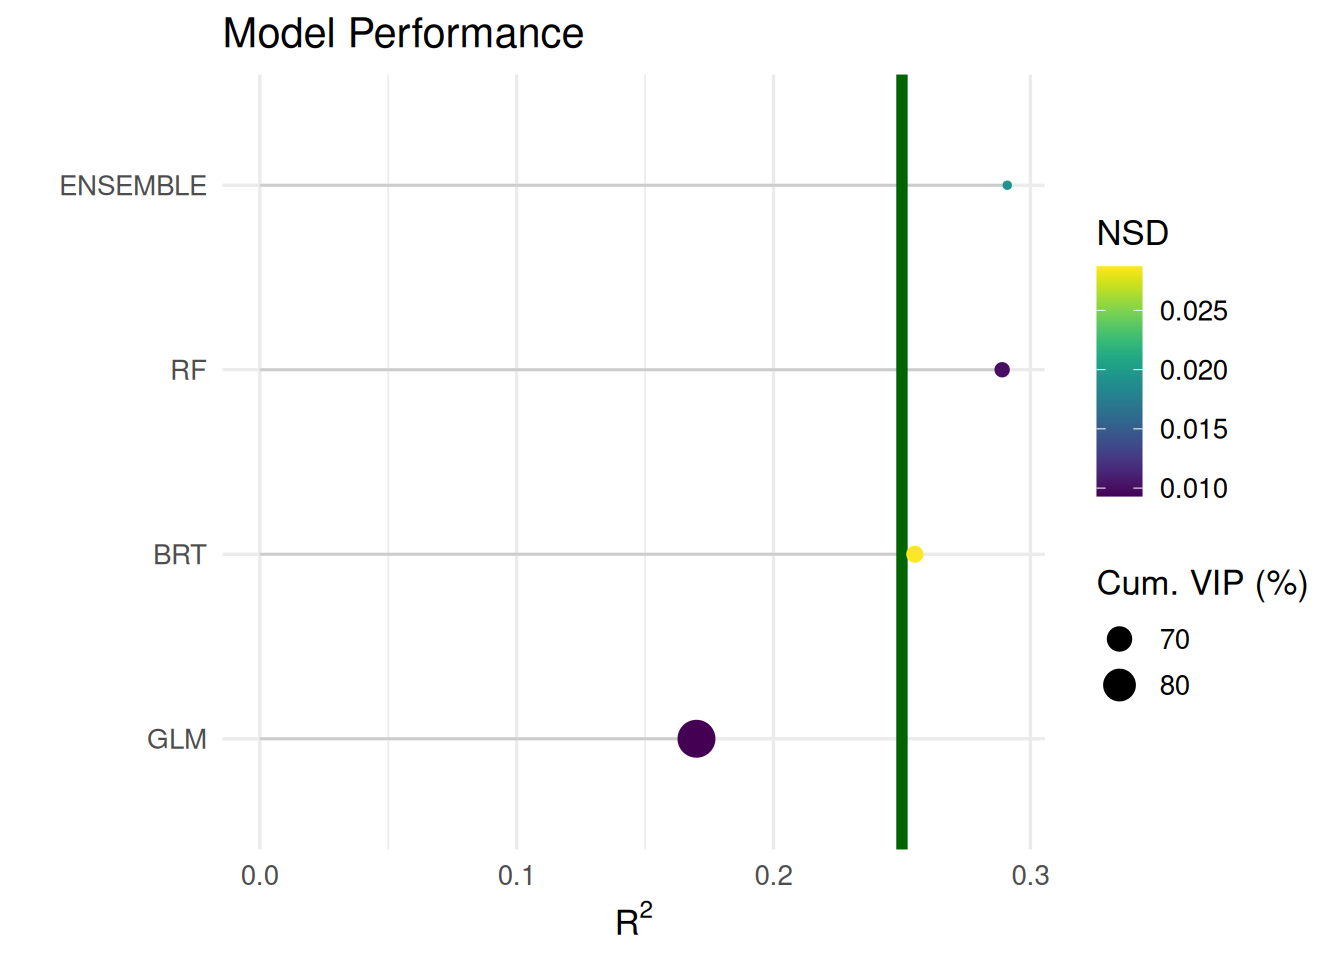 Model Performance
ENSEMBLE
RF
BRT
GLM
0.0 0.1 0.2 0.3
R²
NSD
0.025
0.020
0.015
0.010
Cum. VIP (%)
70
80